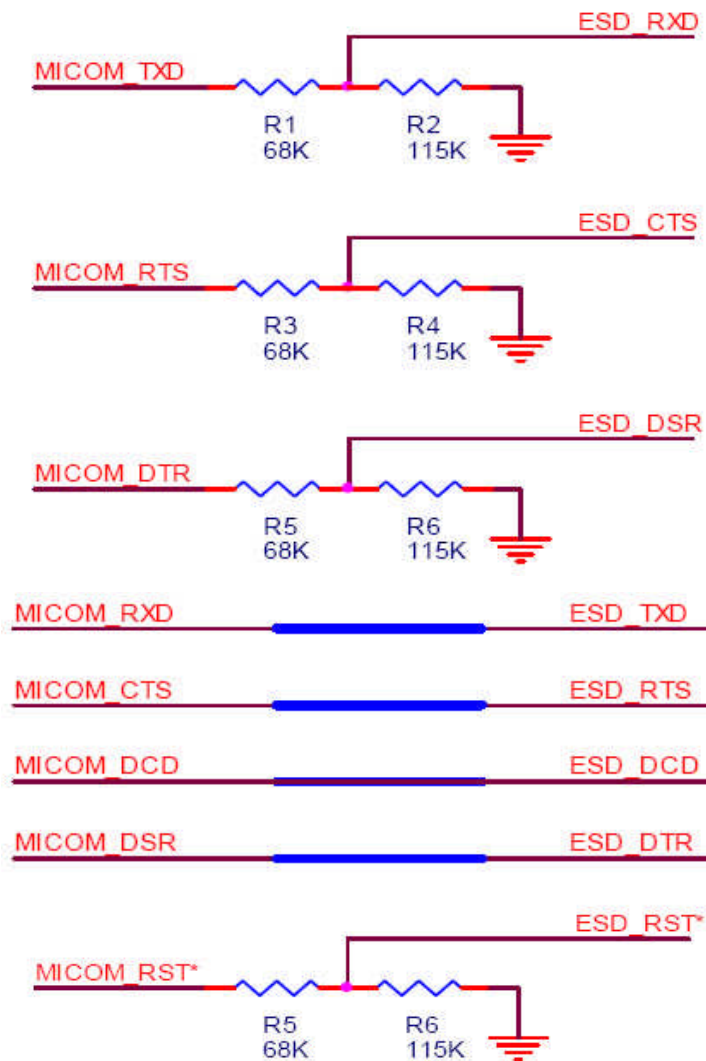 ESD_RXD
MICOM_TXD
R1 R2
68K 115K
ESD_CTS
MICOM_RTS
R3 R4
68K 115K
ESD_DSR
MICOM_DTR
R5 R6
68K 115K
MICOM_RXD ESD_TXD
MICOM_CTS ESD_RTS
MICOM_DCD ESD_DCD
MICOM_DSR ESD_DTR
ESD_RST*
MICOM_RST*
R5 R6
68K 115K